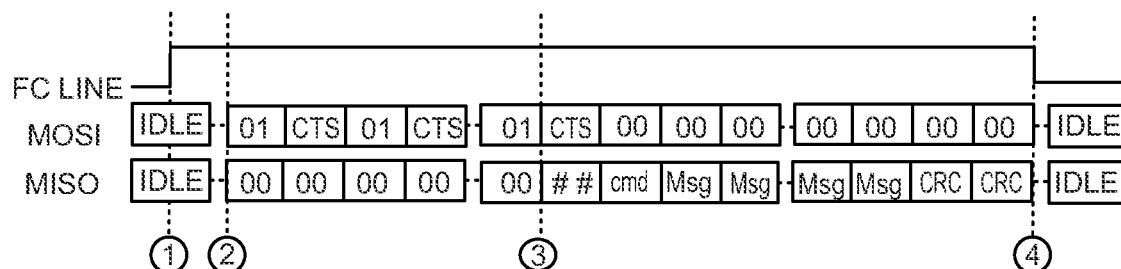 FC LINE
MOSI IDLE 01 CTS 01 CTS 01 CTS 00 00 00 00 00 00 00 IDLE
MISO IDLE 00 00 00 00 00 ## cmd Msg Msg Msg Msg CRC CRC IDLE
1 2 3 4